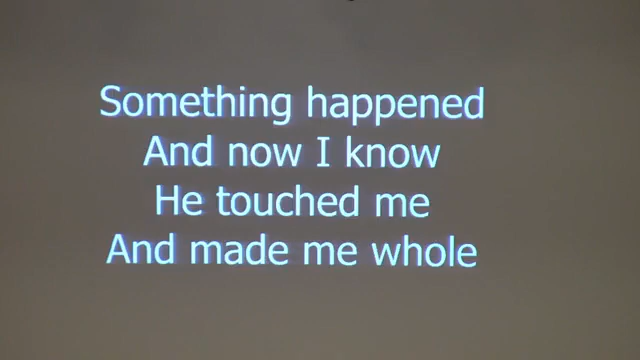 Something happened
And now I know
He touched me
And made me whole